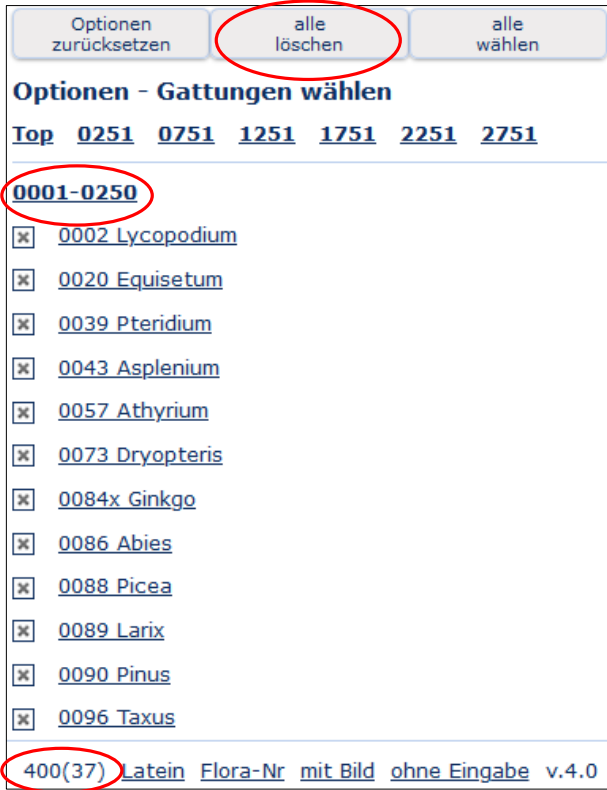 Optionen zurücksetzen
alle löschen
alle wählen
Optionen - Gattungen wählen
Top 0251 0751 1251 1751 2251 2751
0001-0250
0002 Lycopodium
0020 Equisetum
0039 Pteridium
0043 Asplenium
0057 Athyrium
0073 Dryopteris
0084x Ginkgo
0086 Abies
0088 Picea
0089 Larix
0090 Pinus
0096 Taxus
400(37) Latein Flora-Nr mit Bild ohne Eingabe v.4.0